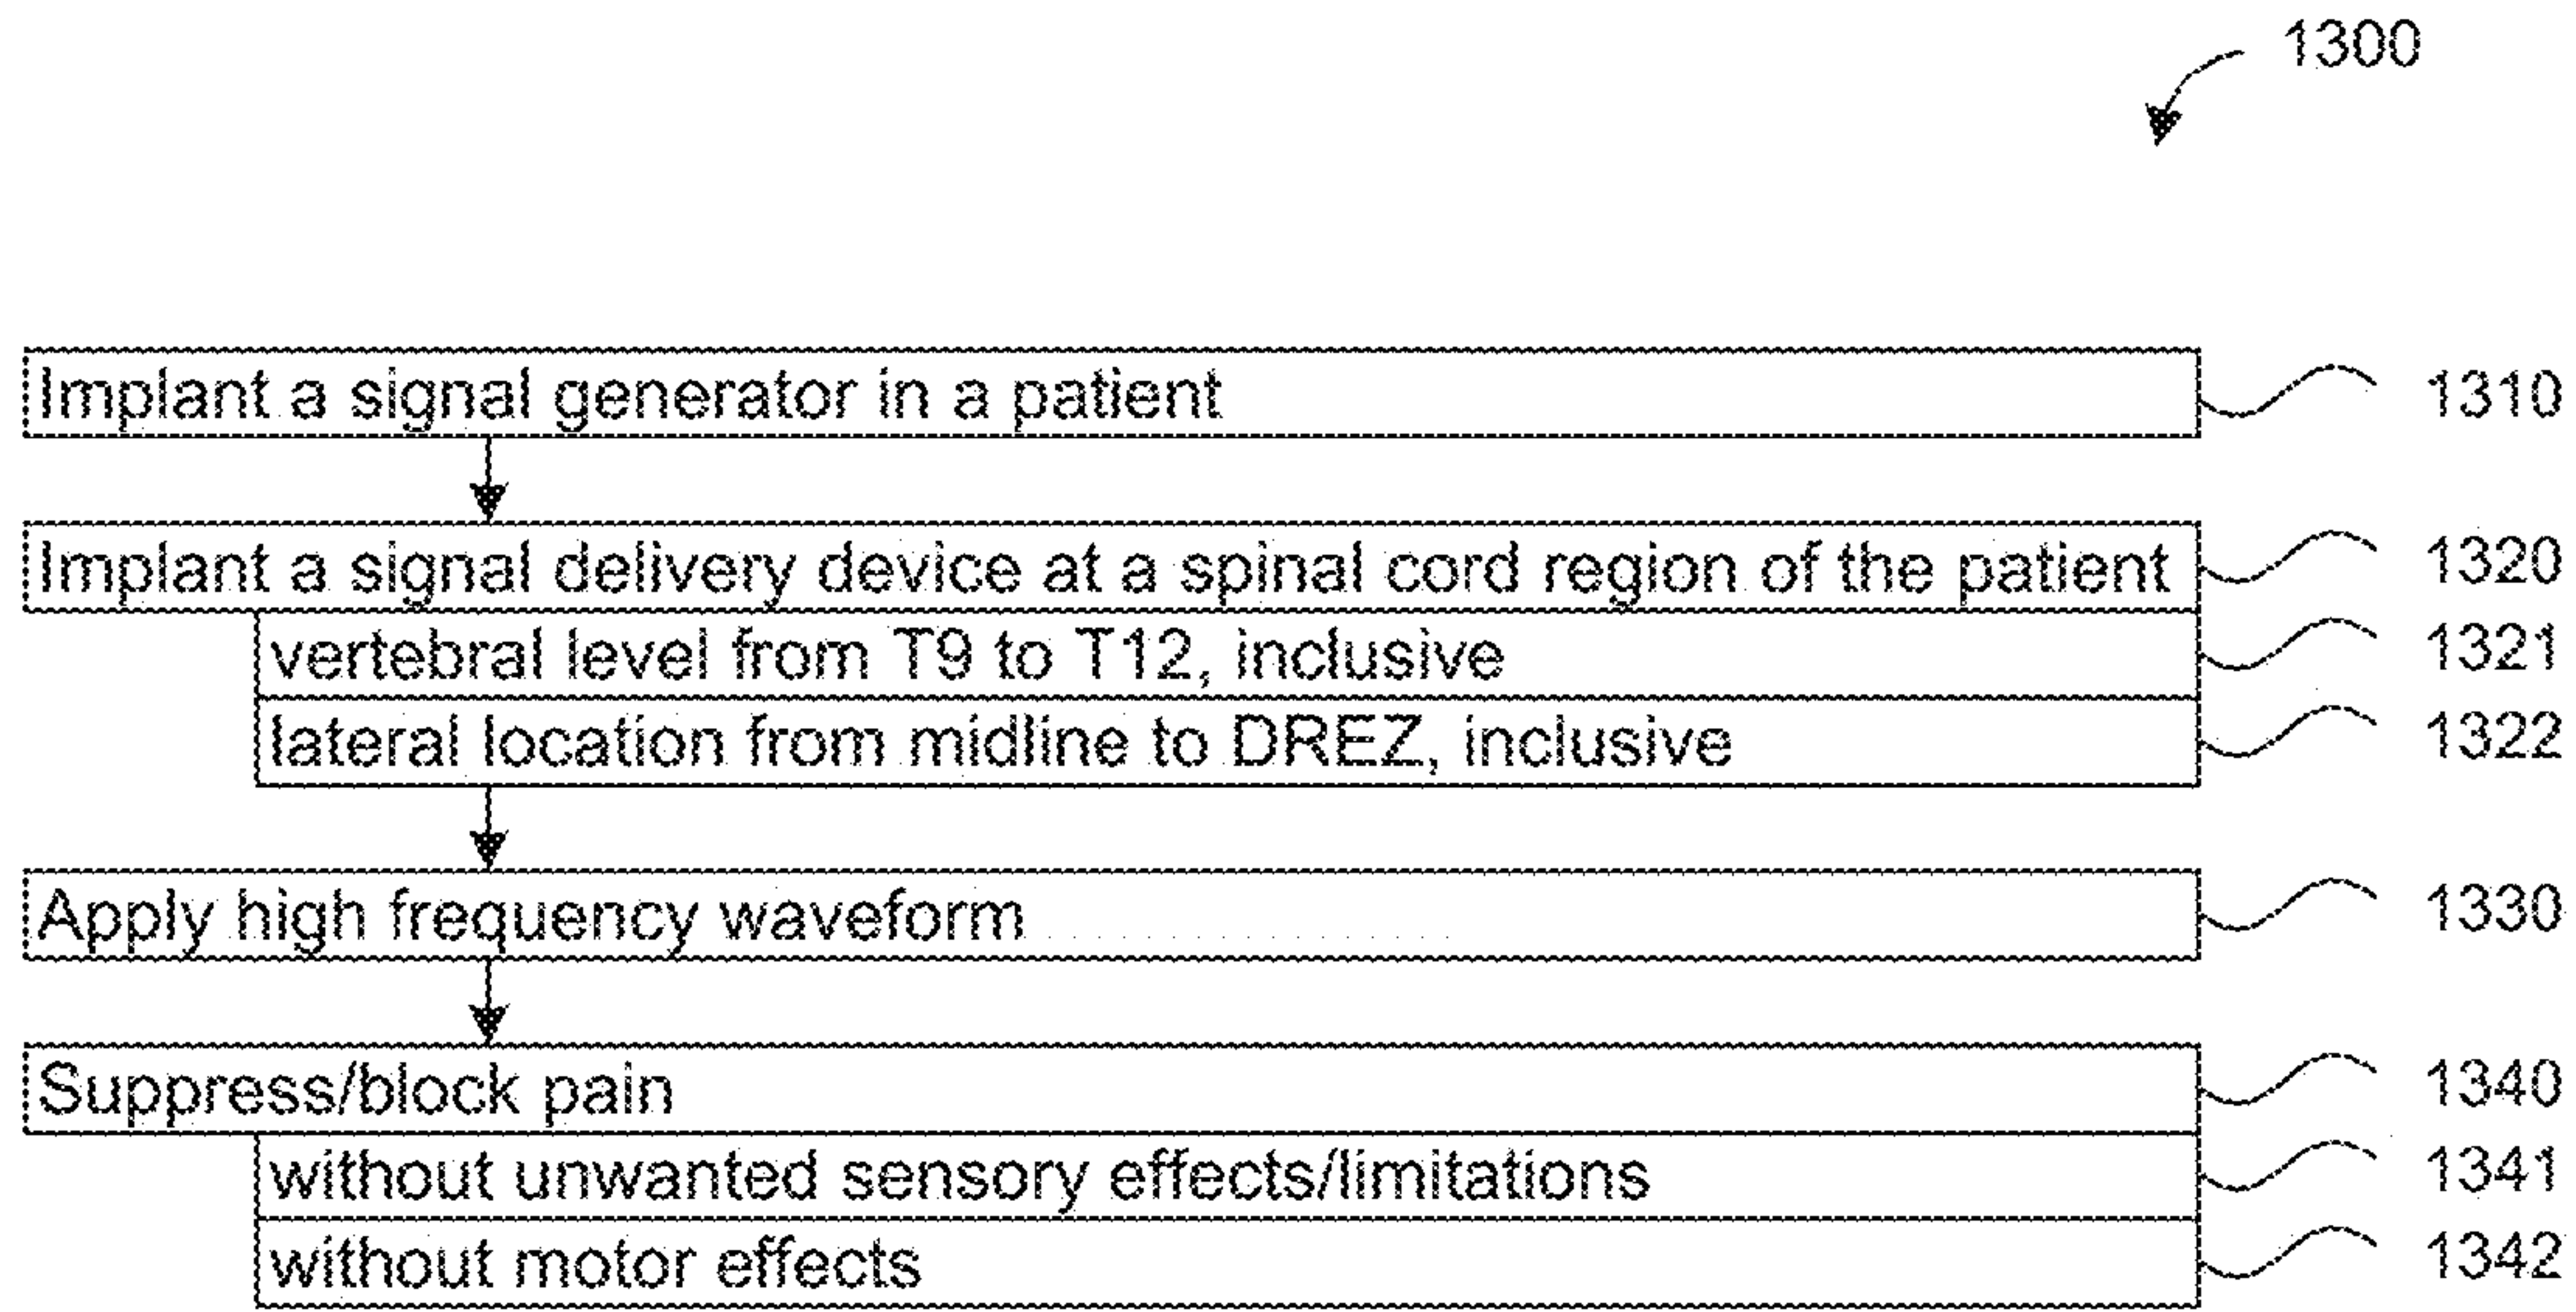 1300
Implant a signal generator in a patient 1310
Implant a signal delivery device at a spinal cord region of the patient 1320
vertebral level from T9 to T12, inclusive 1321
lateral location from midline to DREZ, inclusive 1322
Apply high frequency waveform 1330
Suppress/block pain 1340
without unwanted sensory effects/limitations 1341
without motor effects 1342